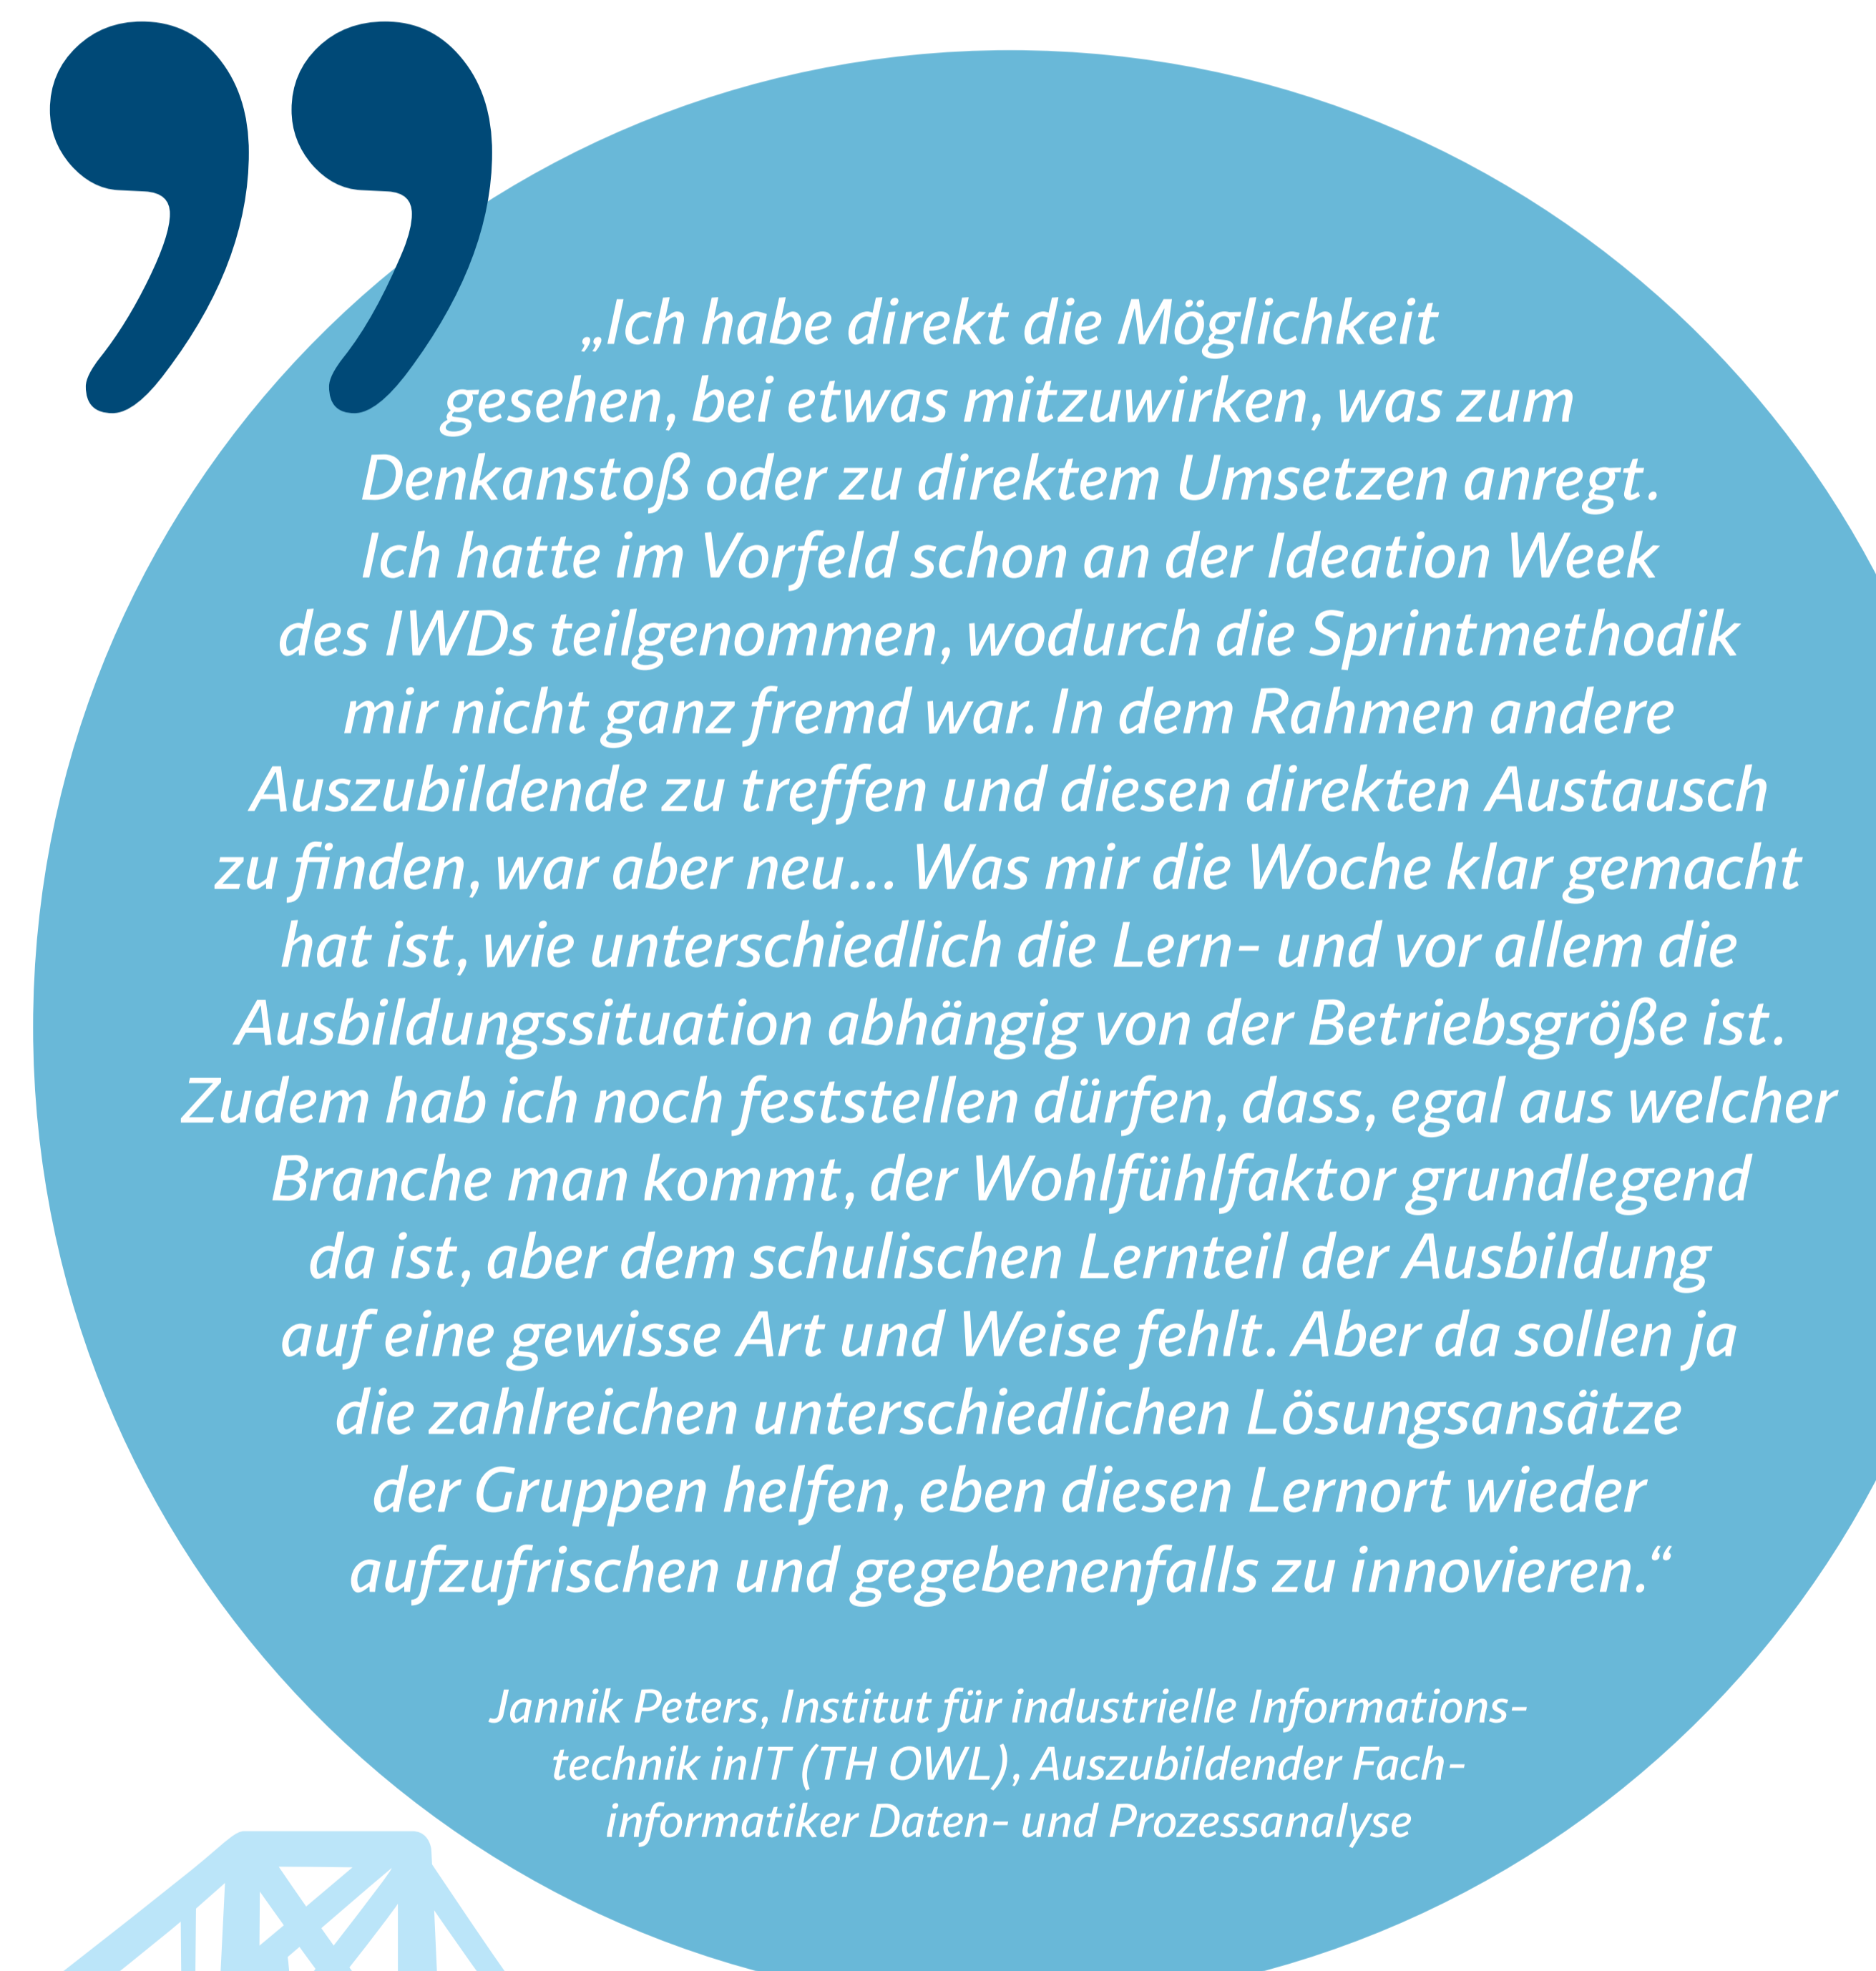 „Ich habe direkt die Möglichkeit
gesehen, bei etwas mitzuwirken, was zum
Denkanstoß oder zu direktem Umsetzen anregt.
Ich hatte im Vorfeld schon an der Ideation Week
des IWDs teilgenommen, wodurch die Sprintmethodik
mir nicht ganz fremd war. In dem Rahmen andere
Auszubildende zu treffen und diesen direkten Austausch
zu finden, war aber neu... Was mir die Woche klar gemacht
hat ist, wie unterschiedlich die Lern- und vor allem die
Ausbildungssituation abhängig von der Betriebsgröße ist.
Zudem hab ich noch feststellen dürfen, dass, egal aus welcher
Branche man kommt, der Wohlfühlfaktor grundlegend
da ist, aber dem schulischen Lernteil der Ausbildung
auf eine gewisse Art und Weise fehlt. Aber da sollen ja
die zahlreichen unterschiedlichen Lösungsansätze
der Gruppen helfen, eben diesen Lernort wieder
aufzufrischen und gegebenenfalls zu innovieren.“
Jannik Peters, Institut für industrielle Informations-
technik inIT (TH OWL), Auszubildender Fach-
informatiker Daten- und Prozessanalyse